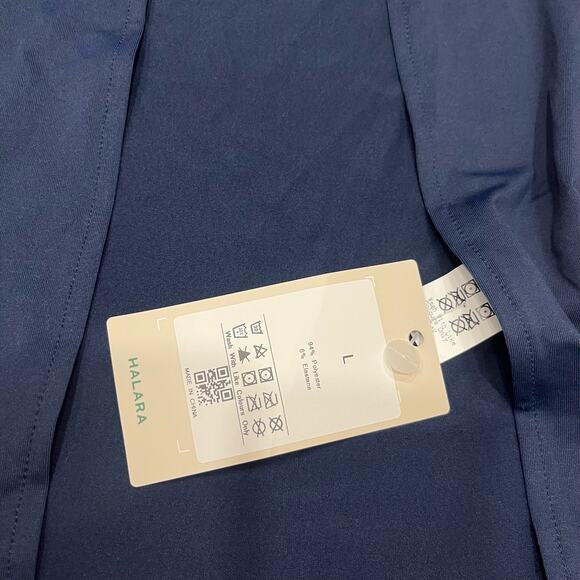 HALARA
L
94% Polyester
6% Elastane
Wash With Like Colours Only
MADE IN CHINA